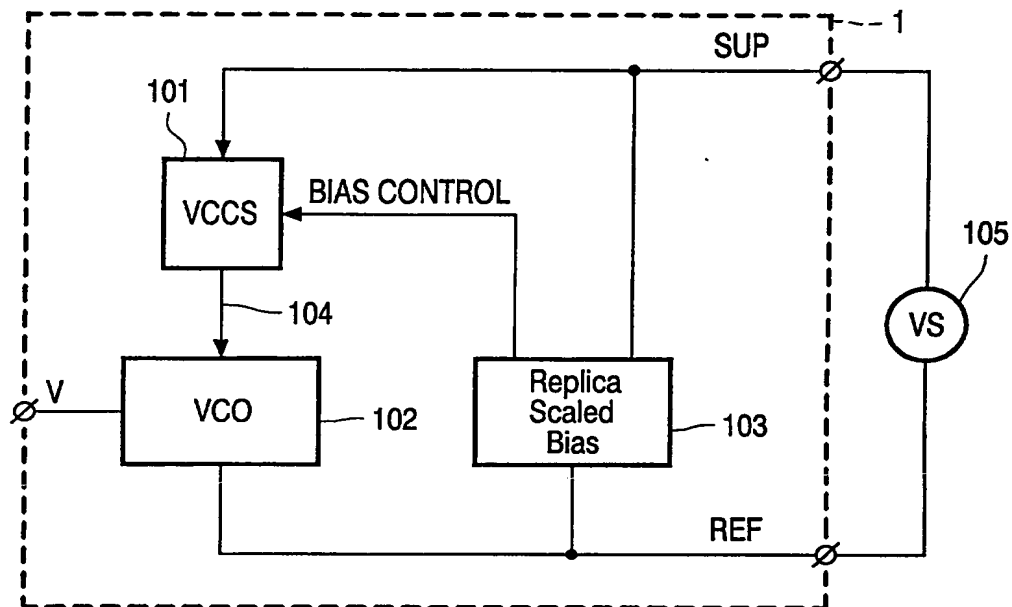 1
SUP
101
VCCS
BIAS CONTROL
105
VS
104
V
VCO
102
Replica
Scaled
Bias
103
REF